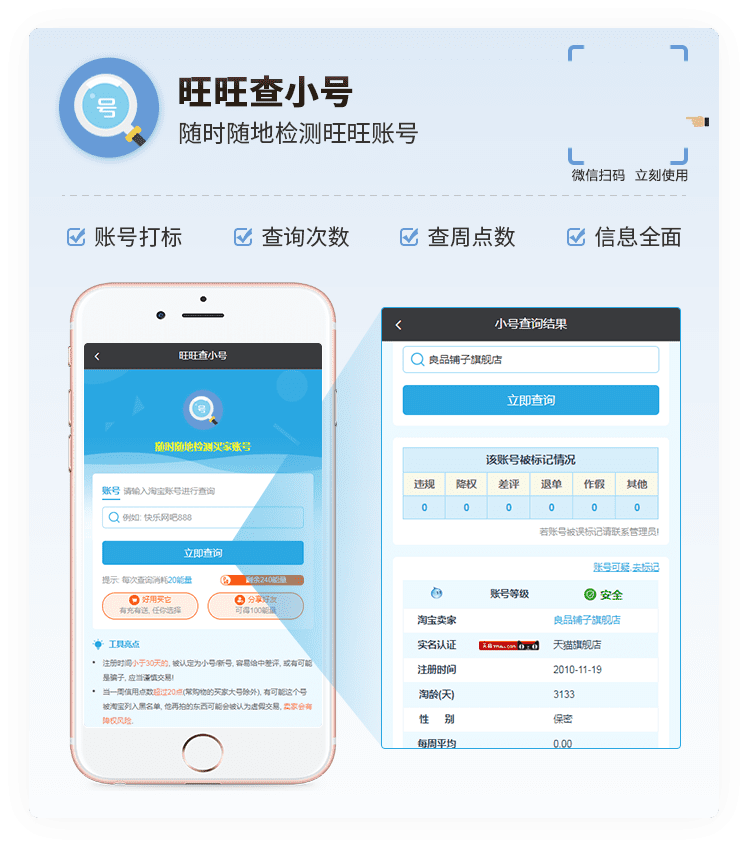 号
旺旺查小号
随时随地检测旺旺账号
微信扫码 立刻使用
账号打标
查询次数
查周点数
信息全面
旺旺查小号
号
随时随地检测买家账号
账号 请输入淘宝账号进行查询
例如: 快乐网吧888
立即查询
提示: 每次查询消耗20能量
剩余240能量
好用买它
有充有送, 任你选择
分享好友
可得100能量
工具亮点
注册时间小于30天的, 被认定为小号/新号, 容易给中差评, 或有可能
是骗子, 应当谨慎交易!
当一周信用点数超过20点(常购物的买家大号除外), 有可能这个号
被淘宝列入黑名单, 他再拍的东西可能会被认为虚假交易, 卖家会有
降权风险.
小号查询结果
良品铺子旗舰店
立即查询
该账号被标记情况
违规 降权 差评 退单 作假 其他
0 0 0 0 0 0
若账号被误标记请联系管理员!
账号可疑,去标记
账号等级 安全
淘宝卖家 良品铺子旗舰店
实名认证 天猫 TMALL.COM 天猫旗舰店
注册时间 2010-11-19
淘龄(天) 3133
性 别 保密
每周平均 0.00